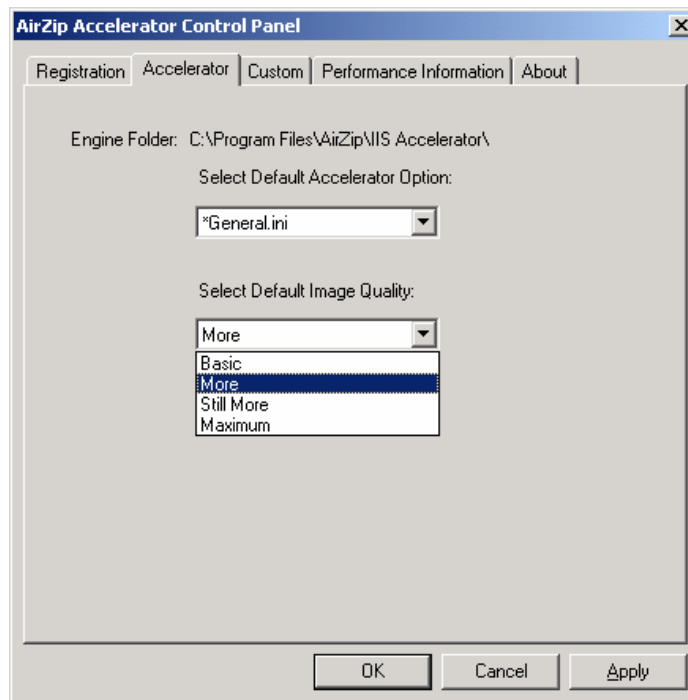 AirZip Accelerator Control Panel
Registration Accelerator Custom Performance Information About
Engine Folder: C:\Program Files\AirZip\IIS Accelerator\
Select Default Accelerator Option:
*General.ini
Select Default Image Quality:
More
Basic
More
Still More
Maximum
OK Cancel Apply